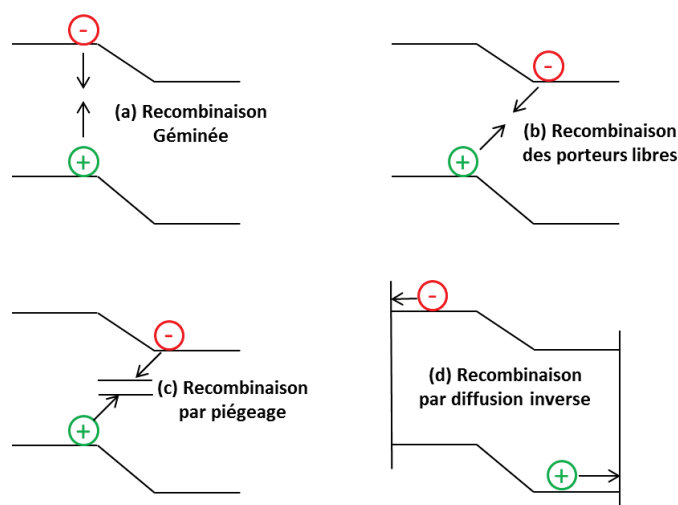 -
+
(a) Recombinaison
Géminée
-
+
(b) Recombinaison
des porteurs libres
-
+
(c) Recombinaison
par piégeage
-
+
(d) Recombinaison
par diffusion inverse